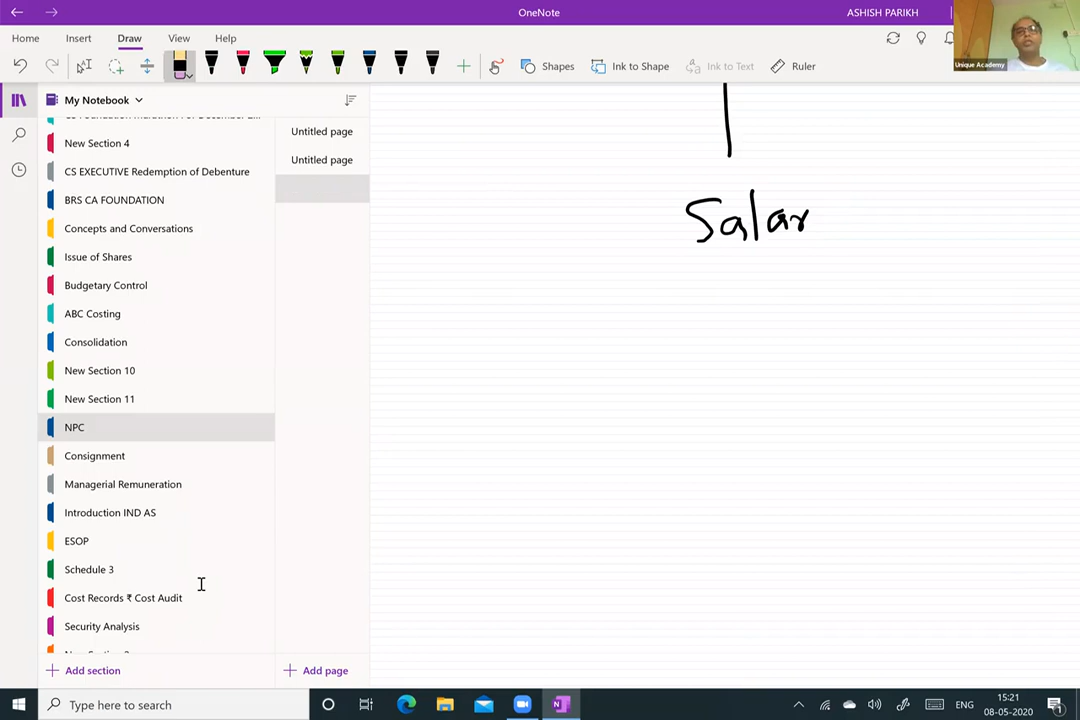 OneNote
ASHISH PARIKH
Home
Insert
Draw
View
Help
Shapes
Ink to Shape
Ink to Text
Ruler
Unique Academy
My Notebook
New Section 4
CS EXECUTIVE Redemption of Debenture
BRS CA FOUNDATION
Concepts and Conversations
Issue of Shares
Budgetary Control
ABC Costing
Consolidation
New Section 10
New Section 11
NPC
Consignment
Managerial Remuneration
Introduction IND AS
ESOP
Schedule 3
Cost Records ₹ Cost Audit
Security Analysis
Add section
Untitled page
Untitled page
Add page
Salar
Type here to search
ENG
15:21
08-05-2020